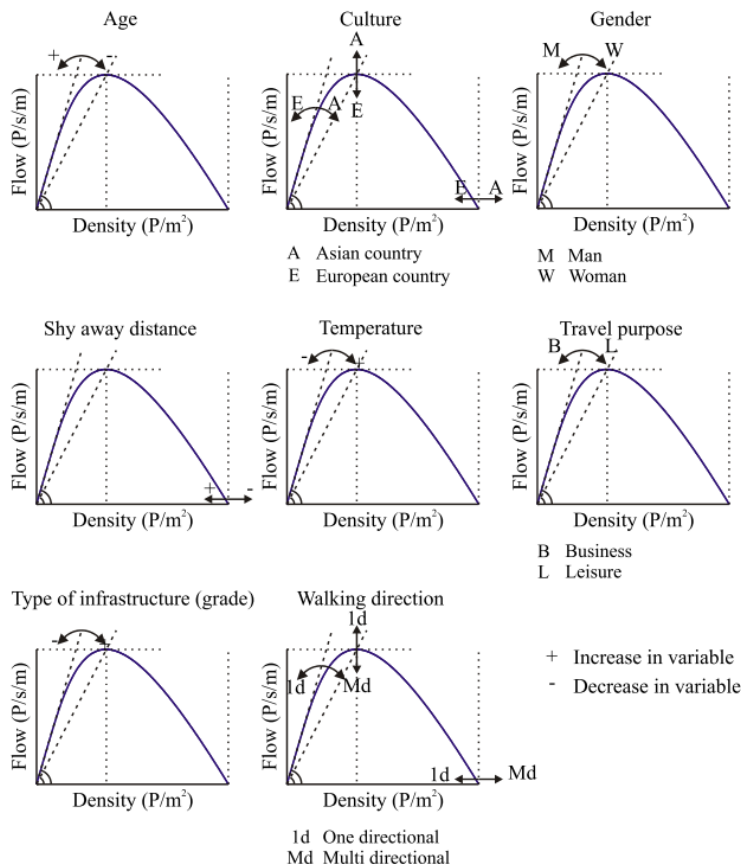 Age
+ -
Flow (P/s/m)
Density (P/m²)
Culture
A
E
E A
E A
Flow (P/s/m)
Density (P/m²)
A Asian country
E European country
Gender
M W
Flow (P/s/m)
Density (P/m²)
M Man
W Woman
Shy away distance
+ -
Flow (P/s/m)
Density (P/m²)
Temperature
- +
Flow (P/s/m)
Density (P/m²)
Travel purpose
B L
Flow (P/s/m)
Density (P/m²)
B Business
L Leisure
Type of infrastructure (grade)
-
Flow (P/s/m)
Density (P/m²)
Walking direction
1d
Md
1d
1d Md
Flow (P/s/m)
Density (P/m²)
1d One directional
Md Multi directional
+ Increase in variable
- Decrease in variable